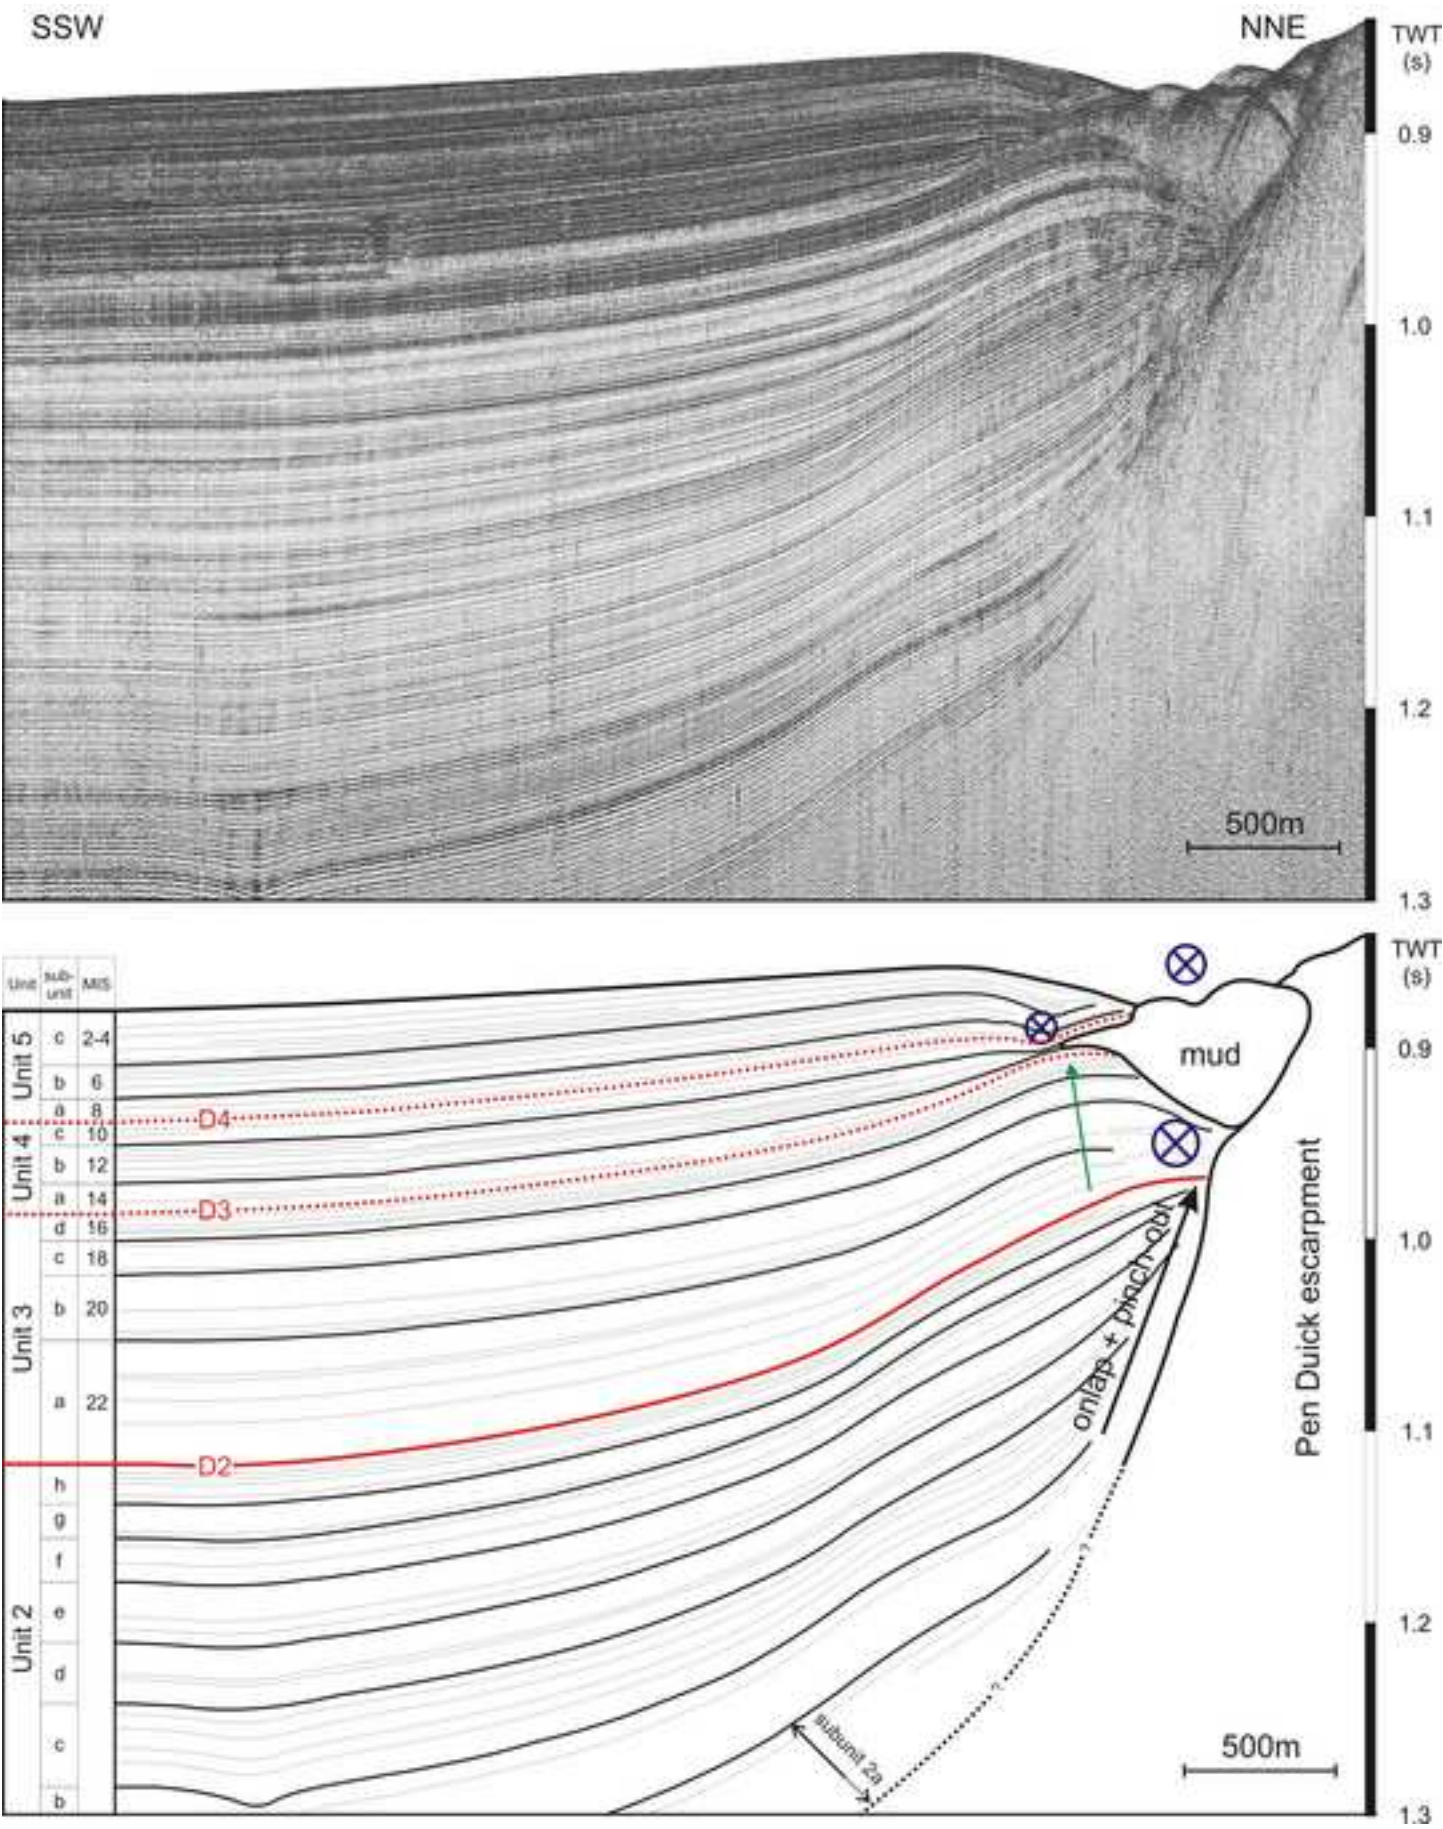 SSW
NNE
TWT
(s)
0.9
1.0
1.1
1.2
500m
1.3
TWT
(s)
Unit
sub-
unit
MIS
Unit 5
c
2-4
b
6
a
8
D4
Unit 4
c
10
b
12
a
14
D3
Unit 3
d
16
c
18
b
20
a
22
D2
Unit 2
h
g
f
e
d
c
b
mud
onlap + pinch-out
Pen Duick escarpment
?
?
subunit 2a
0.9
1.0
1.1
1.2
500m
1.3